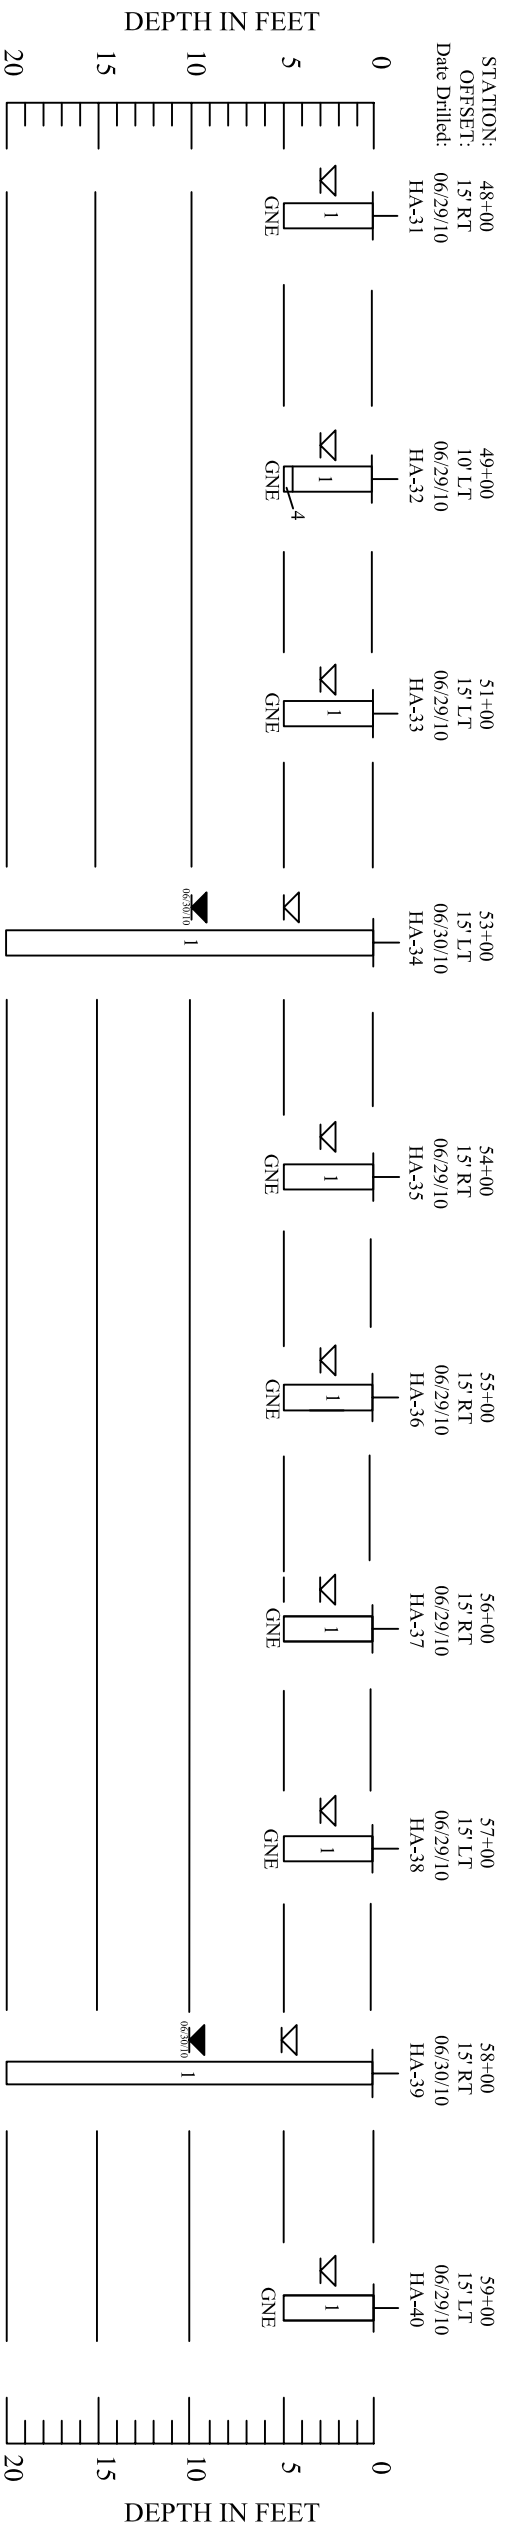 DEPTH IN FEET
0
5
10
15
20
STATION:
OFFSET:
Date Drilled:
48+00
15' RT
06/29/10
HA-31
1
GNE
49+00
10' LT
06/29/10
HA-32
1
4
GNE
51+00
15' LT
06/29/10
HA-33
1
GNE
53+00
15' LT
06/30/10
HA-34
1
06/30/10
54+00
15' RT
06/29/10
HA-35
1
GNE
55+00
15' RT
06/29/10
HA-36
1
GNE
56+00
15' RT
06/29/10
HA-37
1
GNE
57+00
15' LT
06/29/10
HA-38
1
GNE
58+00
15' RT
06/30/10
HA-39
1
06/30/10
59+00
15' LT
06/29/10
HA-40
1
GNE
0
5
10
15
20
DEPTH IN FEET